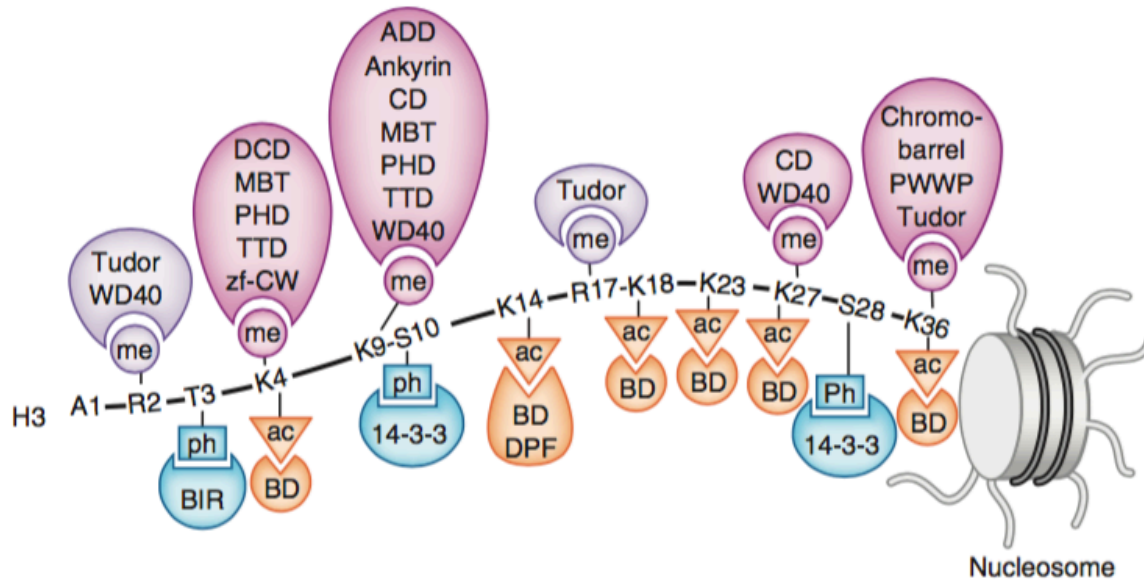 ADD
Ankyrin
CD
MBT
PHD
TTD
WD40
me
DCD
MBT
PHD
TTD
zf-CW
me
Tudor
WD40
me
Tudor
me
CD
WD40
me
Chromo-
barrel
PWWP
Tudor
me
H3 A1–R2–T3–K4–K9-S10–K14–R17-K18–K23–K27–S28–K36
ph
BIR
ac
BD
ph
14-3-3
ac
BD
DPF
ac
BD
ac
BD
ac
BD
Ph
14-3-3
ac
BD
Nucleosome